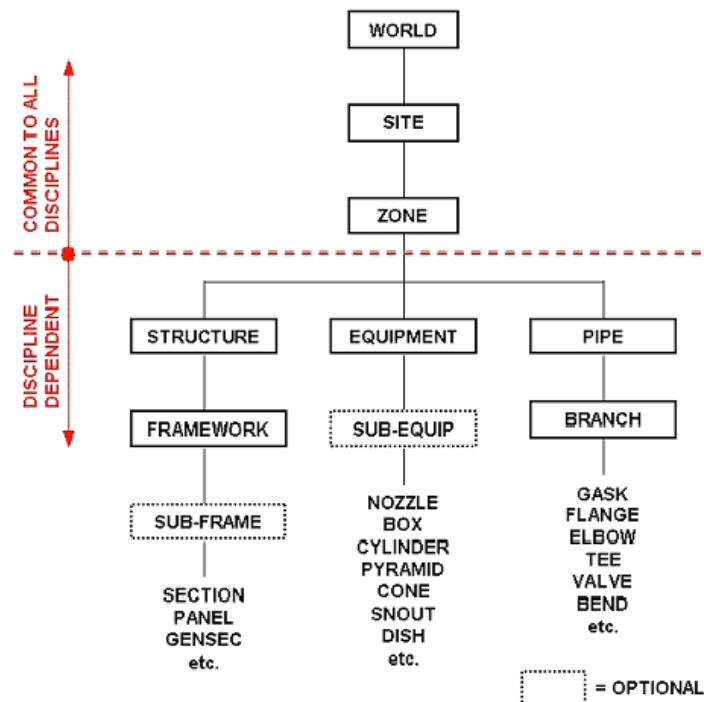 WORLD
COMMON TO ALL
DISCIPLINES
SITE
ZONE
DISCIPLINE
DEPENDENT
STRUCTURE
EQUIPMENT
PIPE
FRAMEWORK
SUB-EQUIP
BRANCH
SUB-FRAME
SECTION
PANEL
GENSEC
etc.
NOZZLE
BOX
CYLINDER
PYRAMID
CONE
SNOUT
DISH
etc.
GASK
FLANGE
ELBOW
TEE
VALVE
BEND
etc.
= OPTIONAL